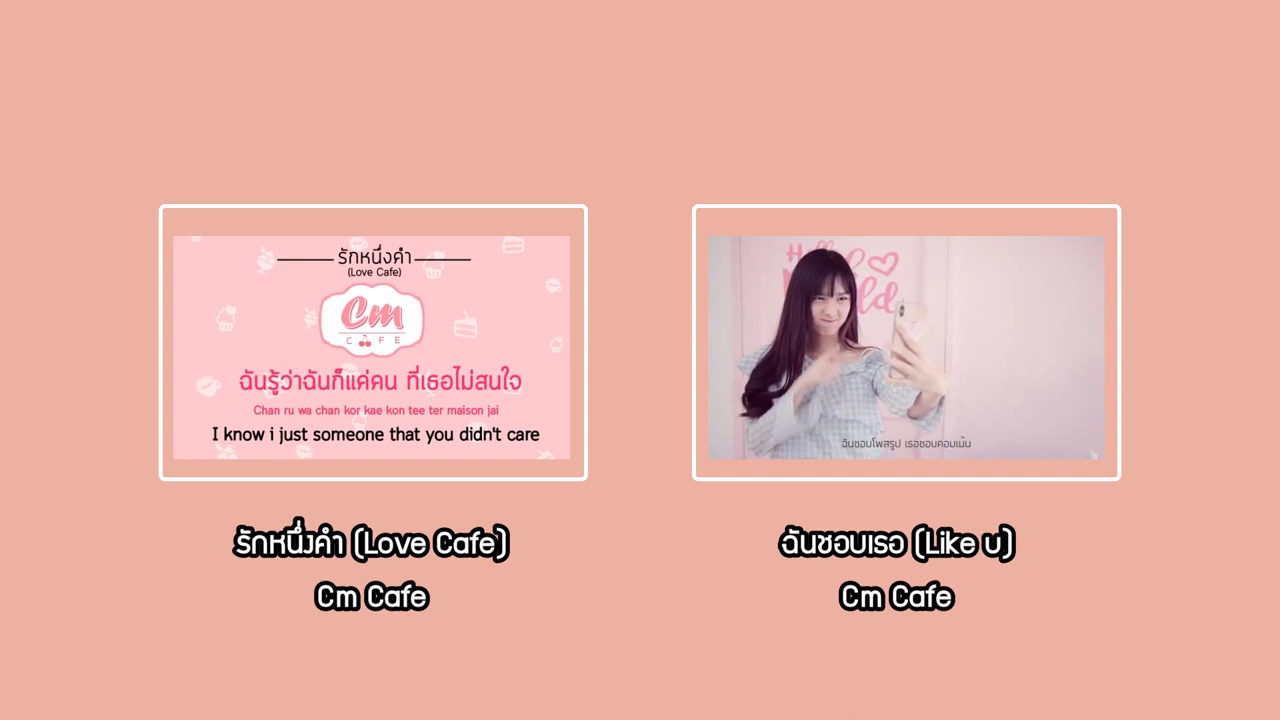 รักหนึ่งคำ
(Love Cafe)
Cm
CAFE
ฉันรู้ว่าฉันก็แค่คน ที่เธอไม่สนใจ
Chan ru wa chan kor kae kon tee ter maison jai
I know i just someone that you didn't care
รักหนึ่งคำ (Love Cafe)
Cm Cafe
Hello
ฉันชอบโพสรูป เธอชอบคอมเม้น
ฉันชอบเธอ (Like u)
Cm Cafe